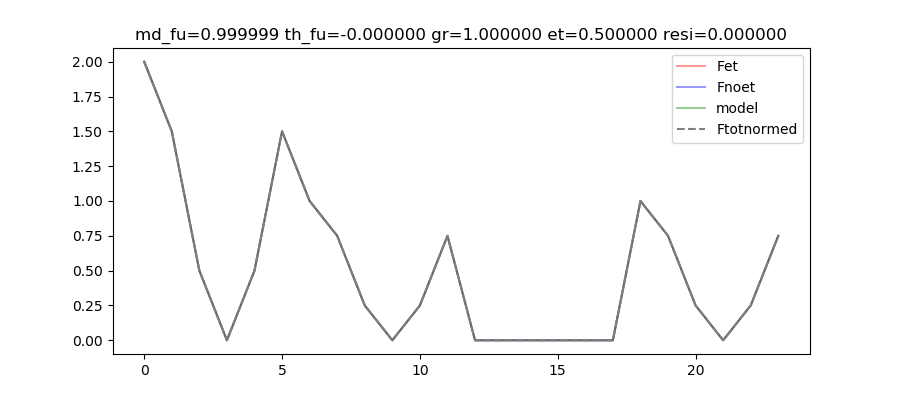 md_fu=0.999999 th_fu=-0.000000 gr=1.000000 et=0.500000 resi=0.000000
2.00
1.75
1.50
1.25
1.00
0.75
0.50
0.25
0.00
0 5 10 15 20
Fet
Fnoet
model
Ftotnormed